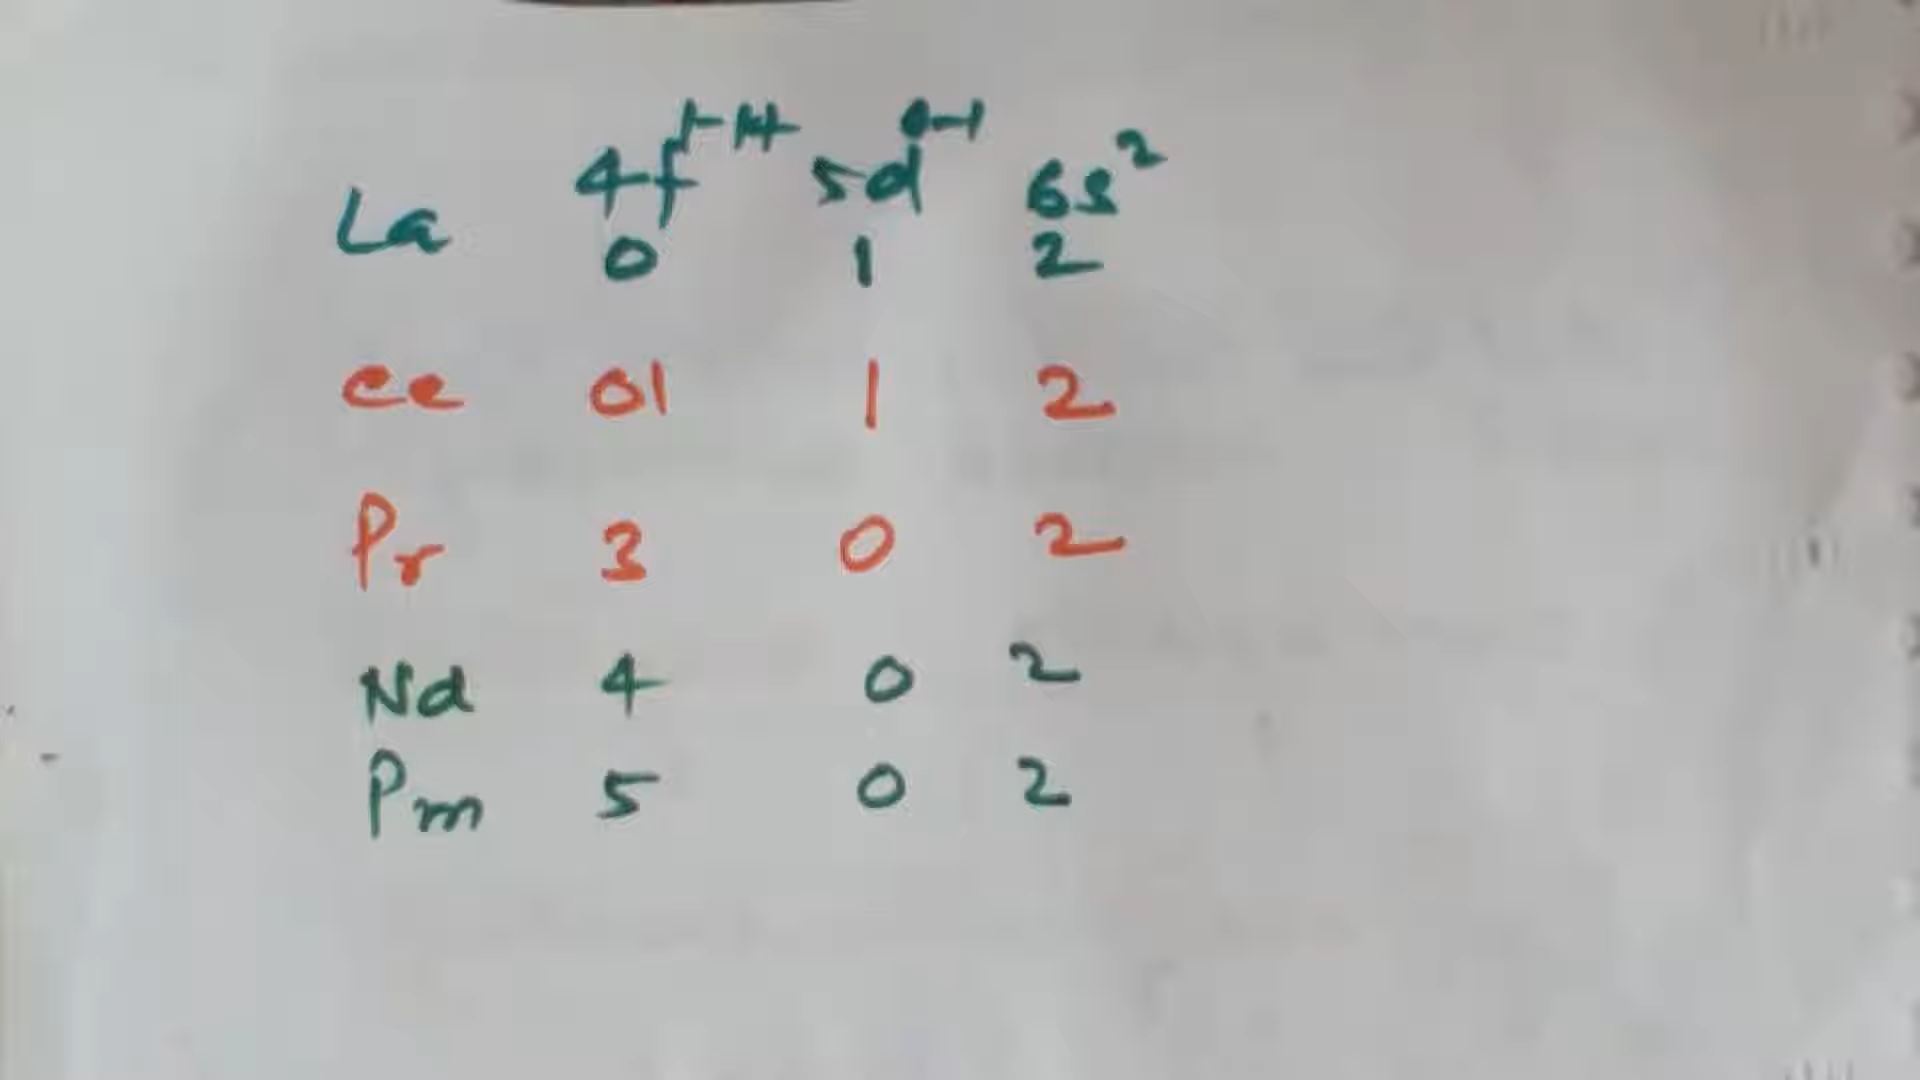 La 4f¹⁻¹⁴ 5d⁰⁻¹ 6s²
0 1 2
Ce 01 1 2
Pr 3 0 2
Nd 4 0 2
Pm 5 0 2